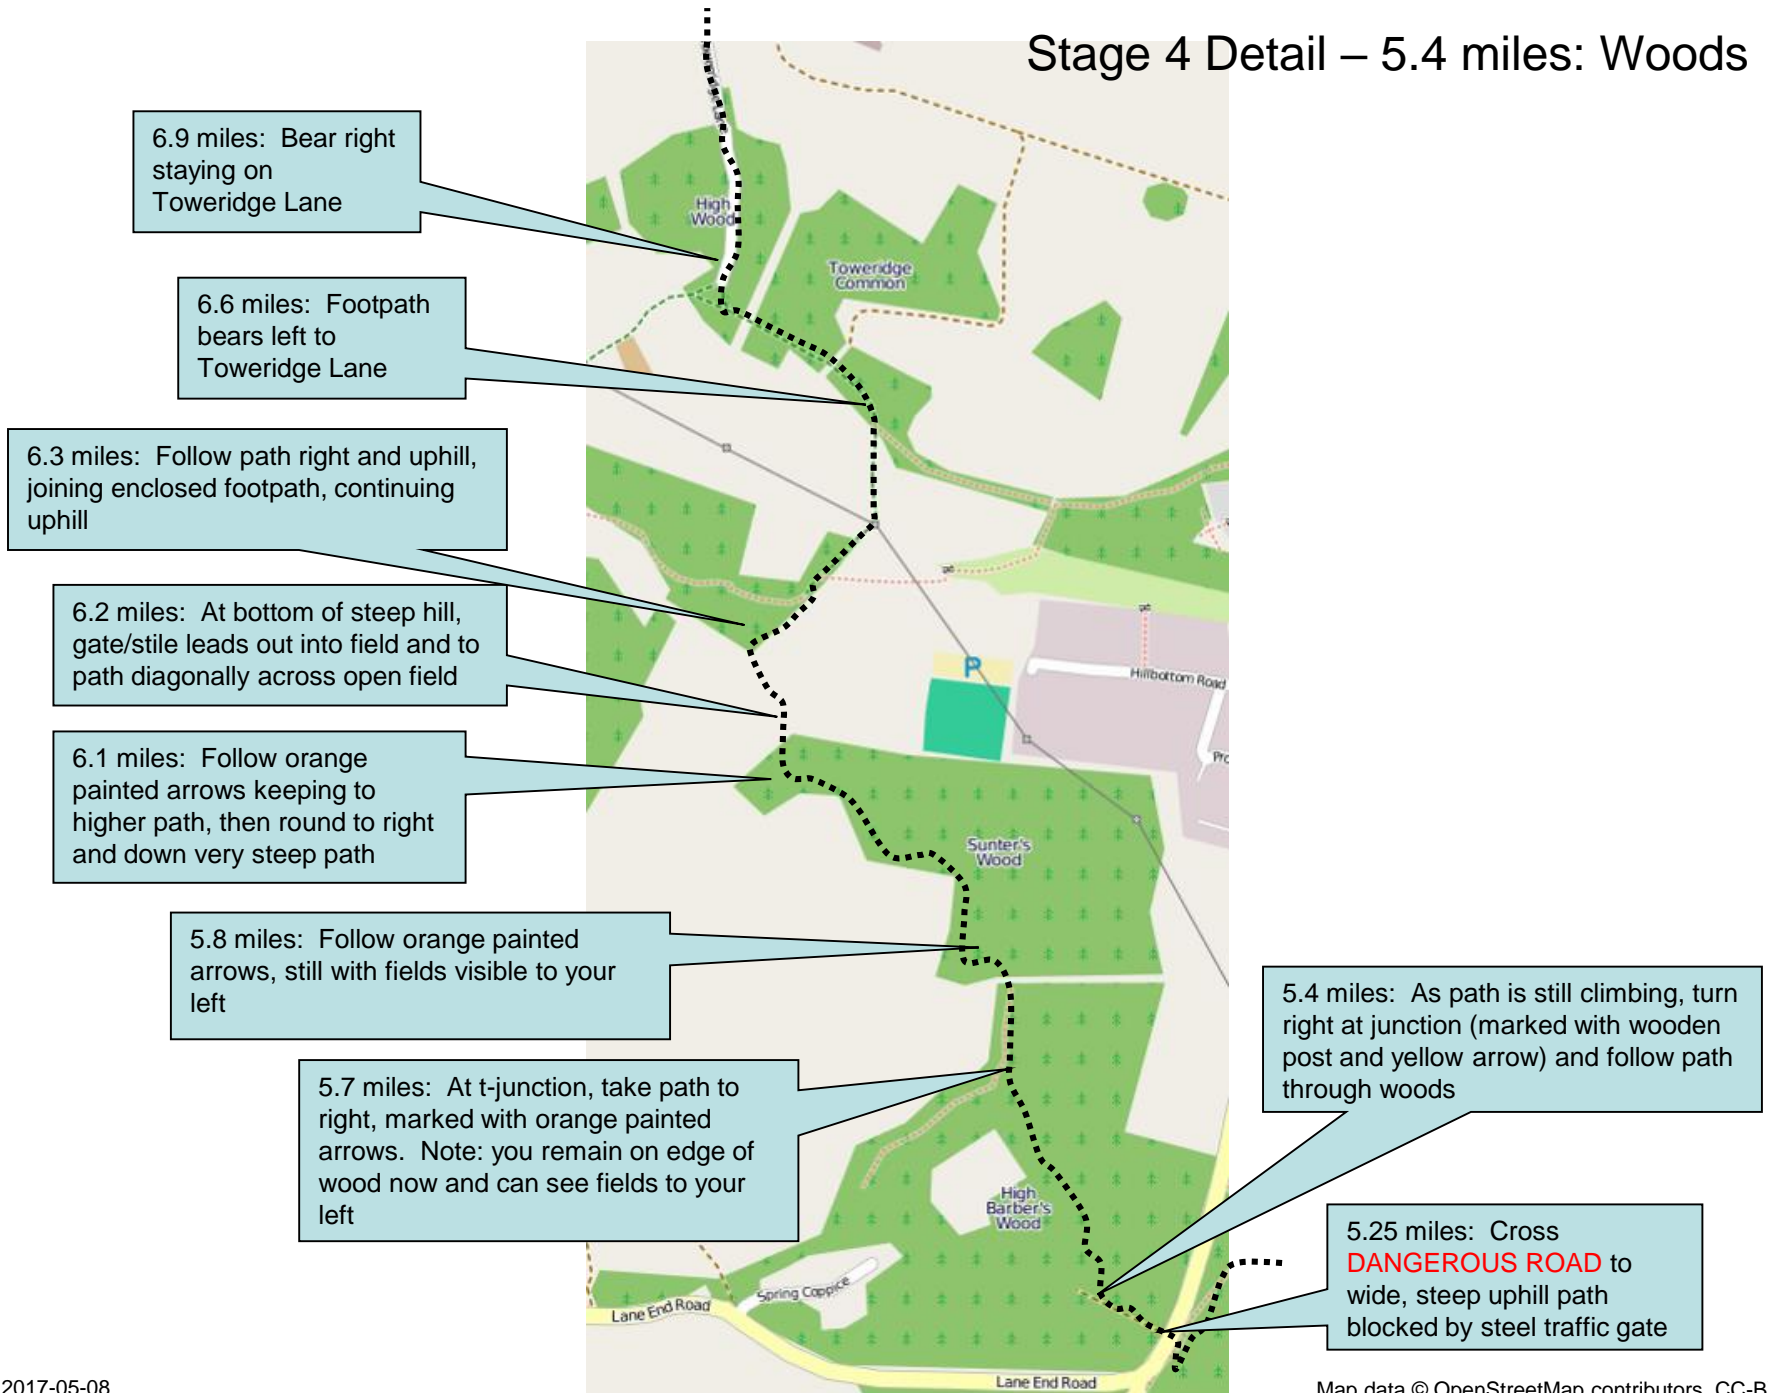 Stage 4 Detail – 5.4 miles: Woods
6.9 miles: Bear right
staying on
Toweridge Lane
High
Wood
Toweridge
Common
6.6 miles: Footpath
bears left to
Toweridge Lane
6.3 miles: Follow path right and uphill,
joining enclosed footpath, continuing
uphill
6.2 miles: At bottom of steep hill,
gate/stile leads out into field and to
path diagonally across open field
P
Hillbottom Road
6.1 miles: Follow orange
painted arrows keeping to
higher path, then round to right
and down very steep path
Pro
Sunter's
Wood
5.8 miles: Follow orange painted
arrows, still with fields visible to your
left
5.4 miles: As path is still climbing, turn
right at junction (marked with wooden
post and yellow arrow) and follow path
through woods
5.7 miles: At t-junction, take path to
right, marked with orange painted
arrows. Note: you remain on edge of
wood now and can see fields to your
left
High
Barber's
Wood
5.25 miles: Cross
DANGEROUS ROAD to
wide, steep uphill path
blocked by steel traffic gate
Spring Coppice
Lane End Road
Lane End Road
2017-05-08
Map data © OpenStreetMap contributors, CC-B